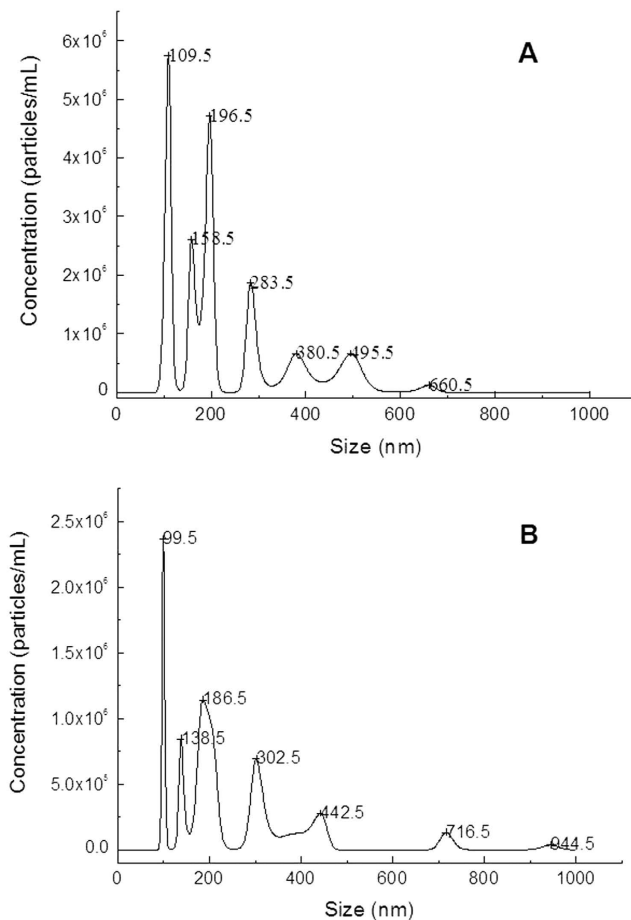 A
6x10⁶
5x10⁶
4x10⁶
3x10⁶
2x10⁶
1x10⁶
0
Concentration (particles/mL)
109.5
196.5
158.5
283.5
380.5
495.5
660.5
0 200 400 600 800 1000
Size (nm)
B
2.5x10⁶
2.0x10⁶
1.5x10⁶
1.0x10⁶
5.0x10⁵
0.0
Concentration (particles/mL)
99.5
186.5
138.5
302.5
442.5
716.5
944.5
0 200 400 600 800 1000
Size (nm)